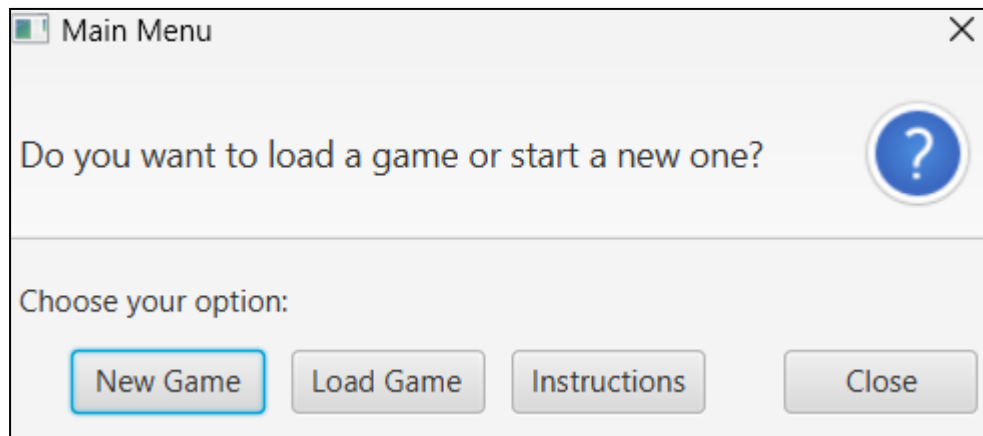 Main Menu
Do you want to load a game or start a new one?
?
Choose your option:
New Game Load Game Instructions Close